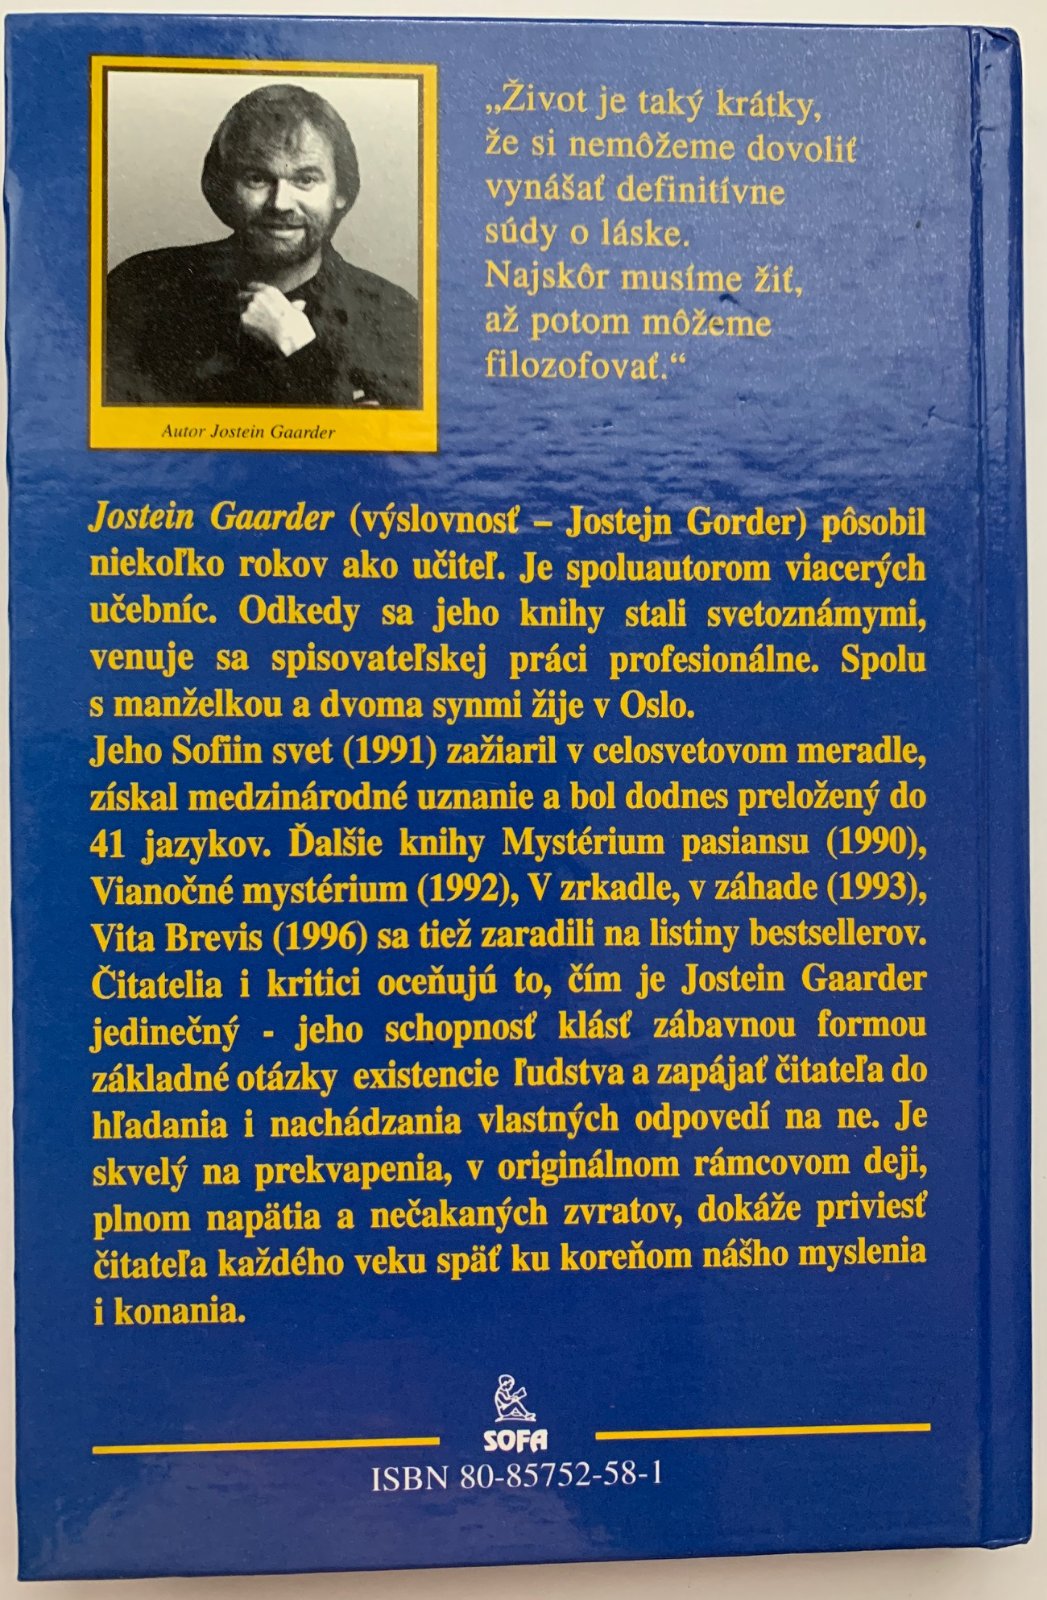 „Život je taký krátky,
že si nemôžeme dovoliť
vynášať definitívne
súdy o láske.
Najskôr musíme žiť,
až potom môžeme
filozofovať.“
Autor Jostein Gaarder
Jostein Gaarder (výslovnosť – Jostejn Gorder) pôsobil
niekoľko rokov ako učiteľ. Je spoluautorom viacerých
učebníc. Odkedy sa jeho knihy stali svetoznámymi,
venuje sa spisovateľskej práci profesionálne. Spolu
s manželkou a dvoma synmi žije v Oslo.
Jeho Sofiin svet (1991) zažiaril v celosvetovom meradle,
získal medzinárodné uznanie a bol dodnes preložený do
41 jazykov. Ďalšie knihy Mystérium pasiansu (1990),
Vianočné mystérium (1992), V zrkadle, v záhade (1993),
Vita Brevis (1996) sa tiež zaradili na listiny bestsellerov.
Čitatelia i kritici oceňujú to, čím je Jostein Gaarder
jedinečný - jeho schopnosť klásť zábavnou formou
základné otázky existencie ľudstva a zapájať čitateľa do
hľadania i nachádzania vlastných odpovedí na ne. Je
skvelý na prekvapenia, v originálnom rámcovom deji,
plnom napätia a nečakaných zvratov, dokáže priviesť
čitateľa každého veku späť ku koreňom nášho myslenia
i konania.
SOFA
ISBN 80-85752-58-1